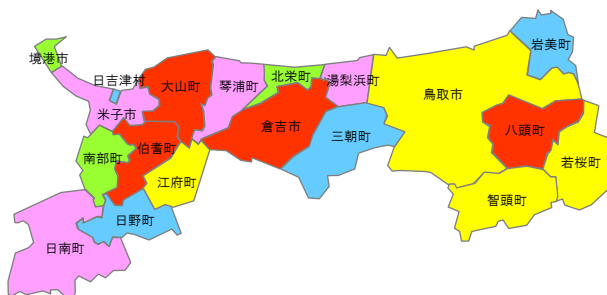 岩美町
境港市
日吉津村
大山町
琴浦町
北栄町
湯梨浜町
鳥取市
米子市
倉吉市
三朝町
八頭町
南部町
伯耆町
江府町
若桜町
智頭町
日野町
日南町